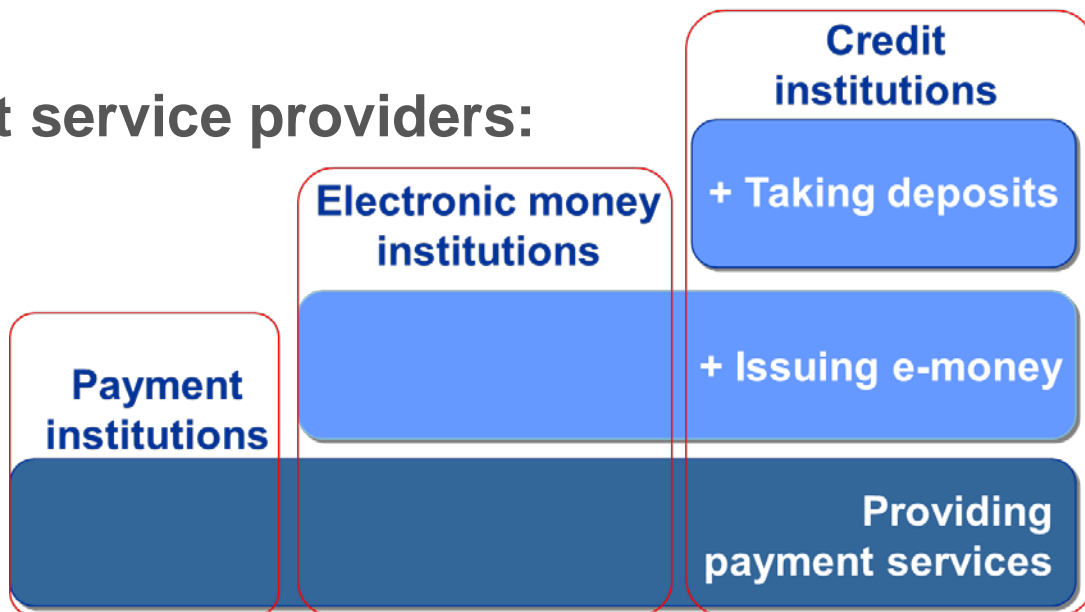 service providers:
Credit
institutions
+ Taking deposits
Electronic money
institutions
+ Issuing e-money
Payment
institutions
Providing
payment services